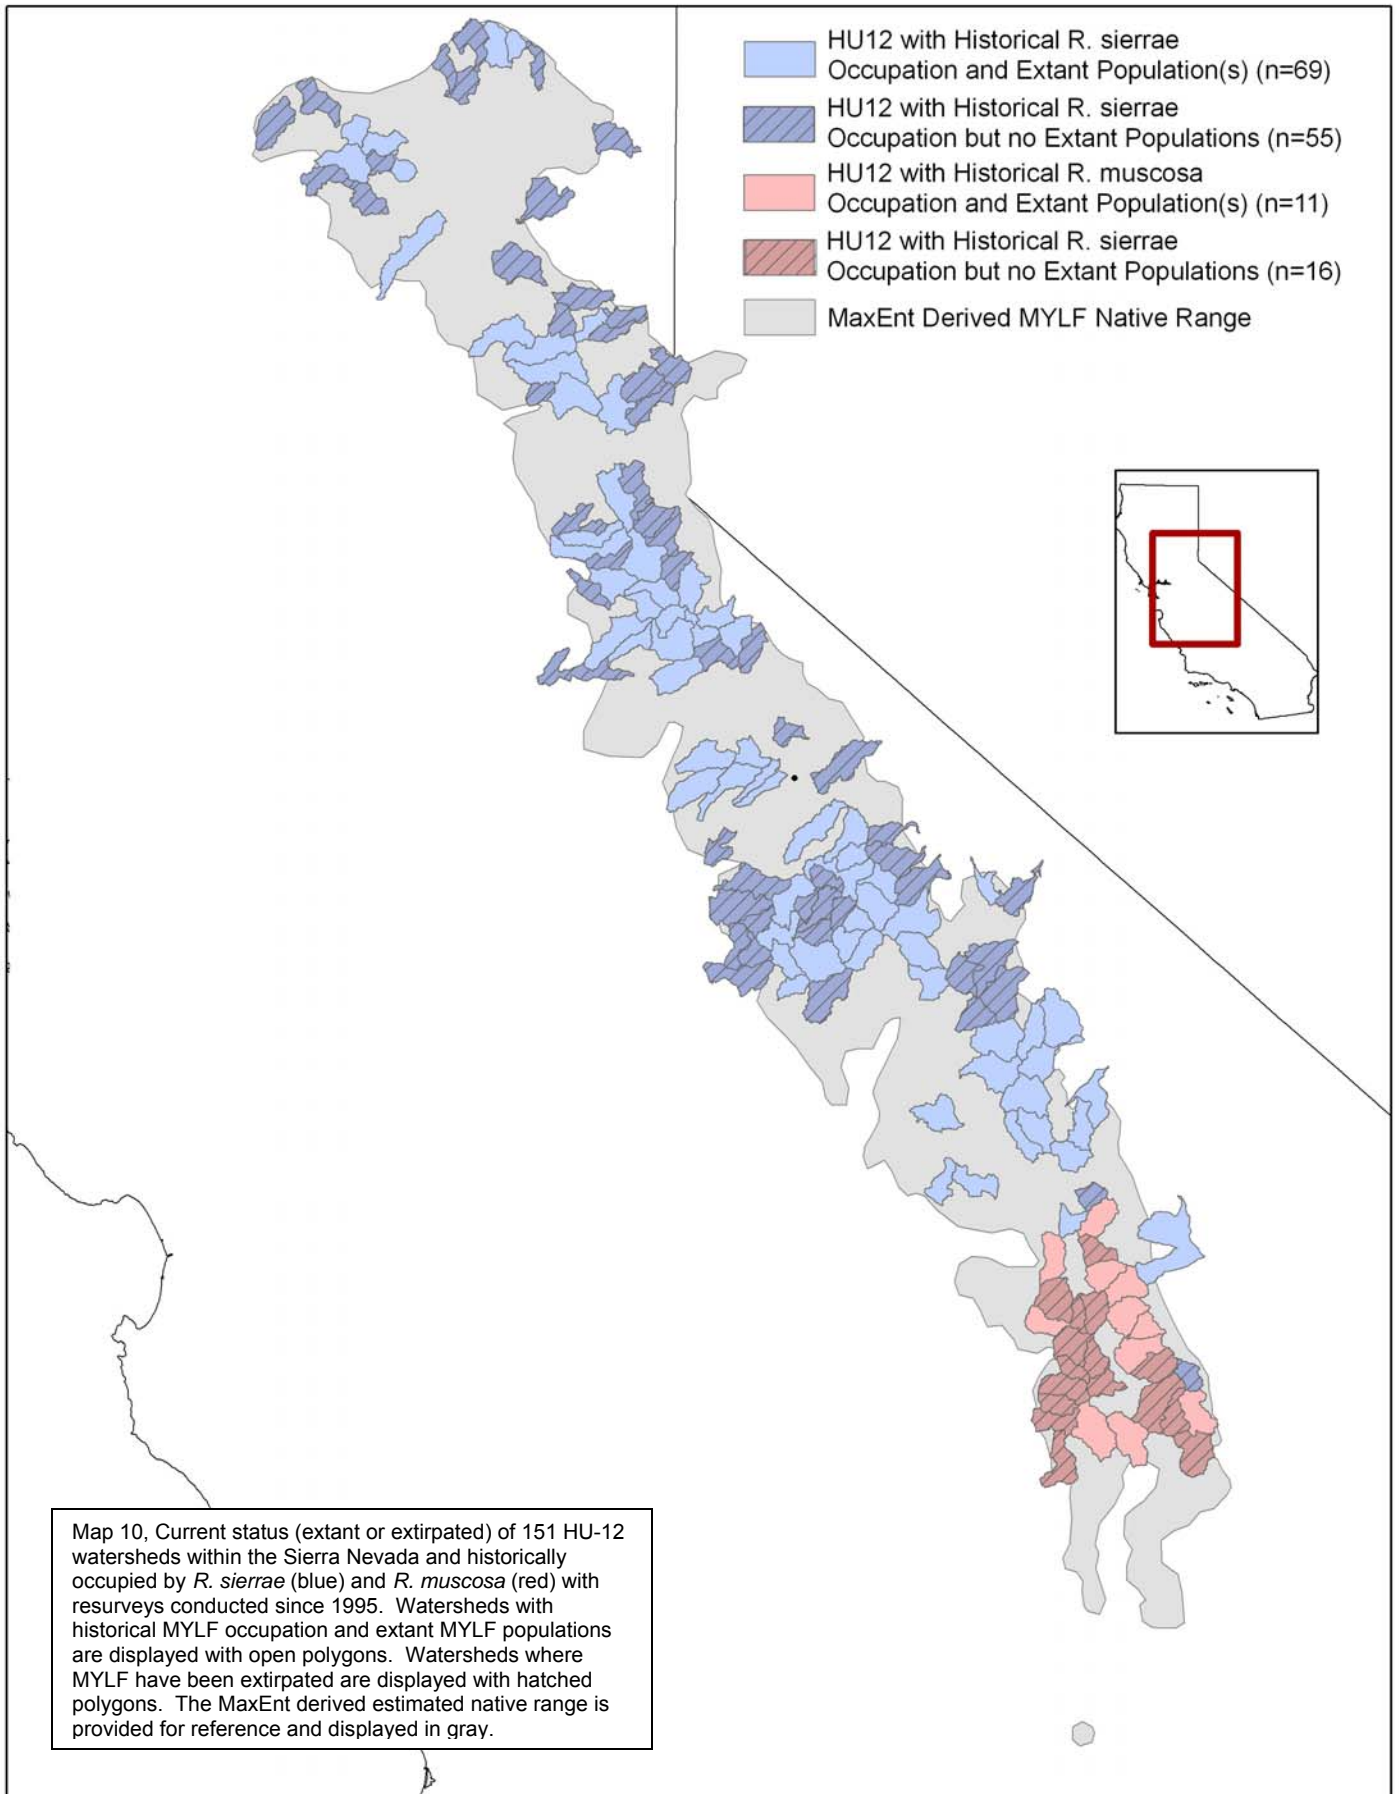 HU12 with Historical R. sierrae
Occupation and Extant Population(s) (n=69)
HU12 with Historical R. sierrae
Occupation but no Extant Populations (n=55)
HU12 with Historical R. muscosa
Occupation and Extant Population(s) (n=11)
HU12 with Historical R. sierrae
Occupation but no Extant Populations (n=16)
MaxEnt Derived MYLF Native Range
Map 10, Current status (extant or extirpated) of 151 HU-12
watersheds within the Sierra Nevada and historically
occupied by R. sierrae (blue) and R. muscosa (red) with
resurveys conducted since 1995.  Watersheds with
historical MYLF occupation and extant MYLF populations
are displayed with open polygons.  Watersheds where
MYLF have been extirpated are displayed with hatched
polygons.  The MaxEnt derived estimated native range is
provided for reference and displayed in gray.